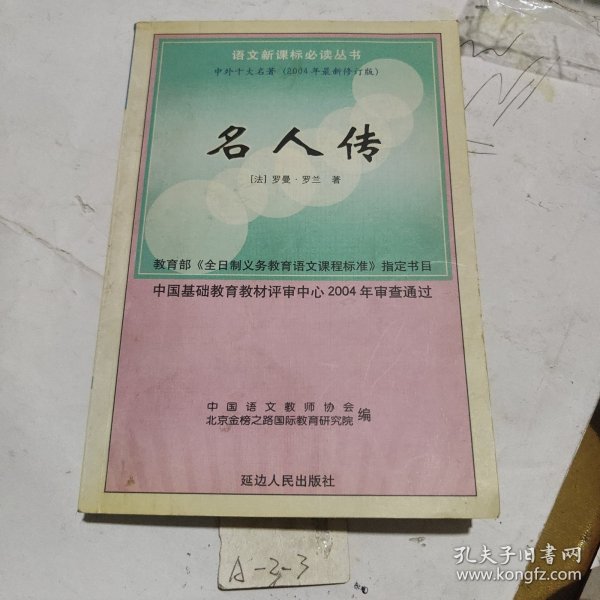 语文新课标必读丛书
中外十大名著（2004年最新修订版）
名人传
［法］罗曼·罗兰 著
教育部《全日制义务教育语文课程标准》指定书目
中国基础教育教材评审中心2004年审查通过
中国语文教师协会
北京金榜之路国际教育研究院
编
延边人民出版社
A-3-3
孔夫子旧书网
www.kongfz.com